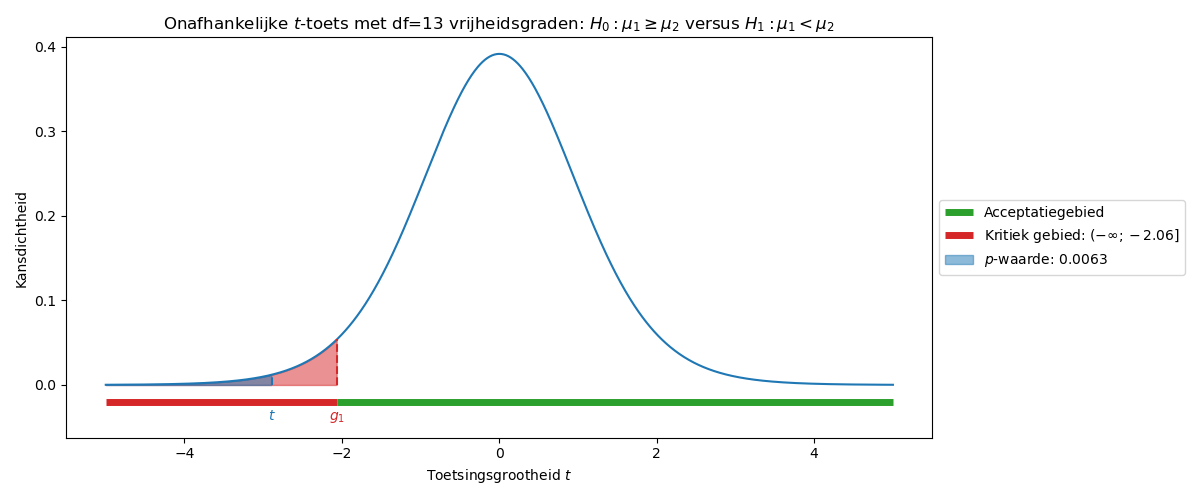 Onafhankelijke t-toets met df=13 vrijheidsgraden: H₀ : μ₁ ≥ μ₂ versus H₁ : μ₁ < μ₂
Kansdichtheid
0.4
0.3
0.2
0.1
0.0
t
g₁
−4
−2
0
2
4
Toetsingsgrootheid t
Acceptatiegebied
Kritiek gebied: (−∞; −2.06]
p-waarde: 0.0063